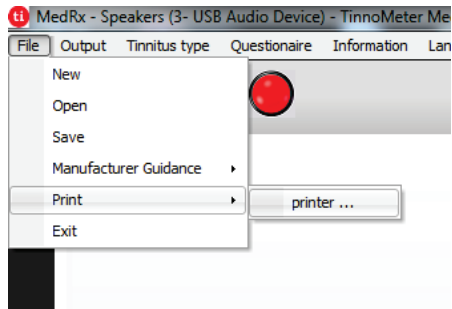 ti MedRx - Speakers (3- USB Audio Device) - TinnoMeter Me
File Output Tinnitus type Questionaire Information Lan
New
Open
Save
Manufacturer Guidance
Print
printer ...
Exit